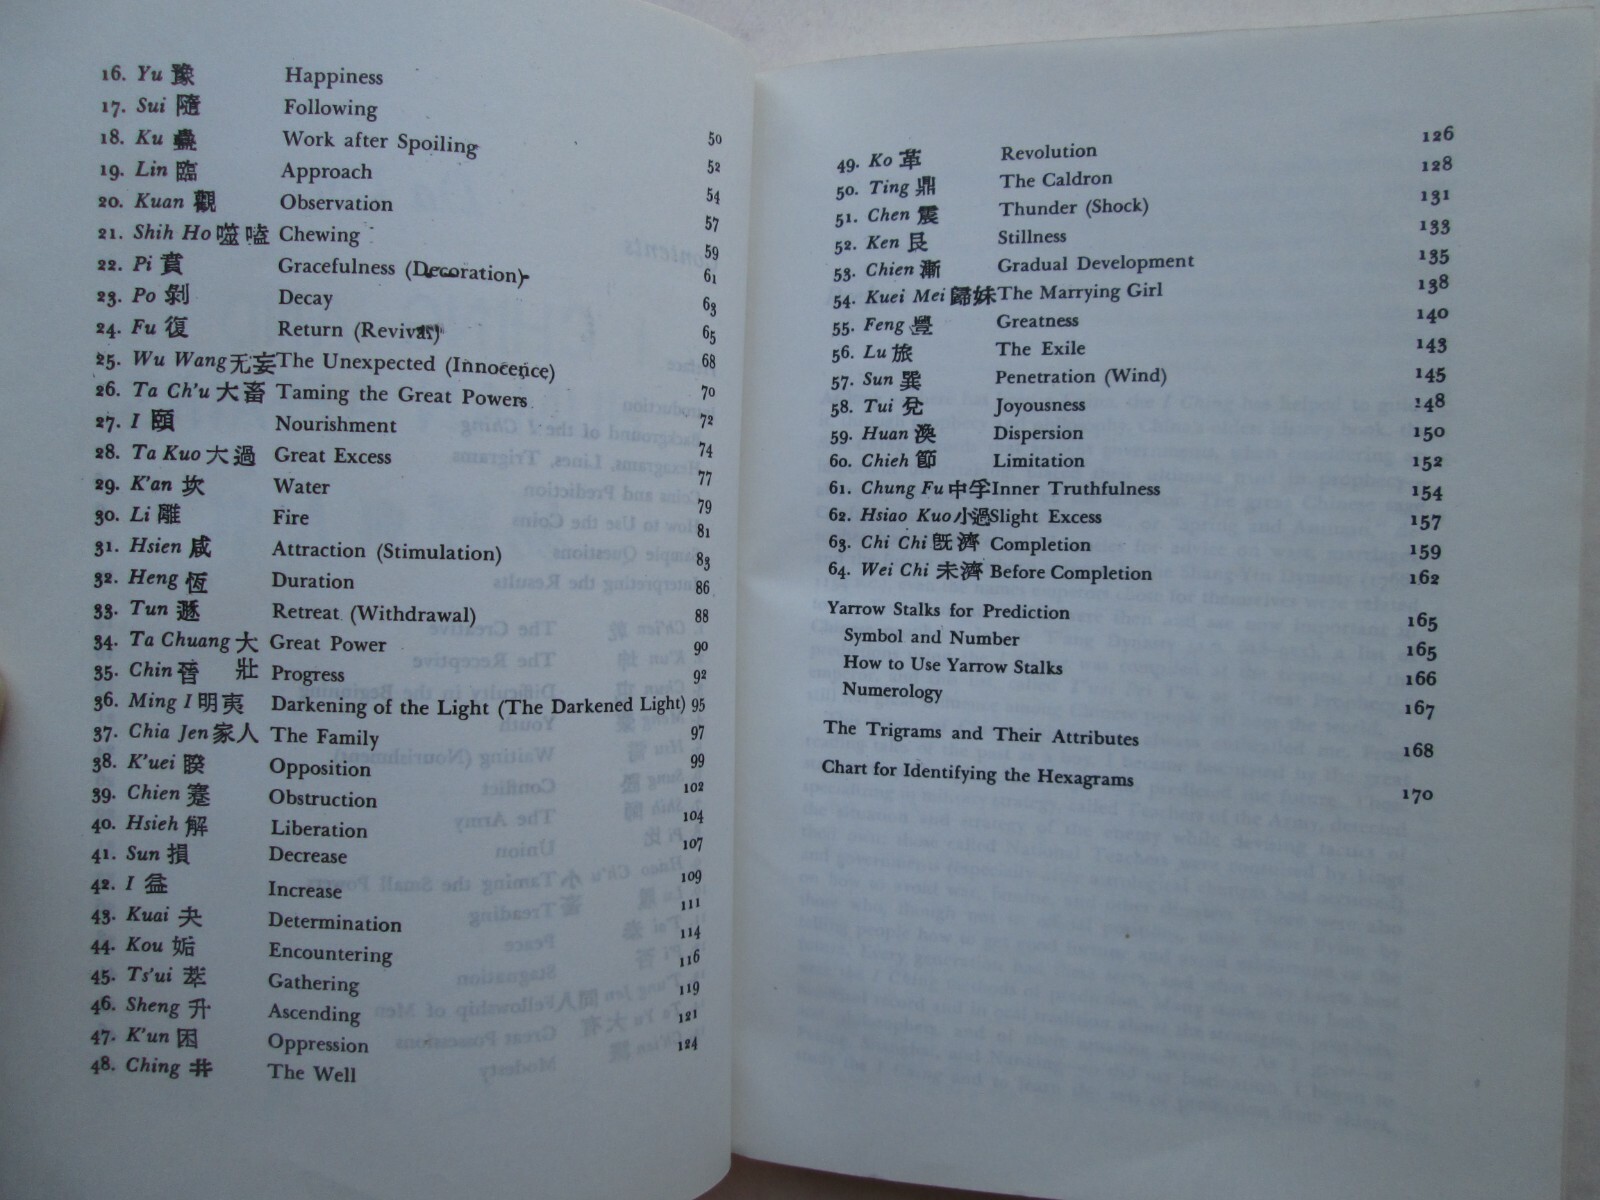 16. Yu 豫 Happiness 50
17. Sui 隨 Following 52
18. Ku 蠱 Work after Spoiling 54
19. Lin 臨 Approach 57
20. Kuan 觀 Observation 59
21. Shih Ho 噬嗑 Chewing 61
22. Pi 賁 Gracefulness (Decoration) 63
23. Po 剝 Decay 65
24. Fu 復 Return (Revival) 68
25. Wu Wang 无妄 The Unexpected (Innocence) 70
26. Ta Ch'u 大畜 Taming the Great Powers 72
27. I 頤 Nourishment 74
28. Ta Kuo 大過 Great Excess 77
29. K'an 坎 Water 79
30. Li 離 Fire 81
31. Hsien 咸 Attraction (Stimulation) 83
32. Heng 恆 Duration 86
33. Tun 遯 Retreat (Withdrawal) 88
34. Ta Chuang 大 Great Power 90
35. Chin 晉 壯 Progress 92
36. Ming I 明夷 Darkening of the Light (The Darkened Light) 95
37. Chia Jen 家人 The Family 97
38. K'uei 睽 Opposition 99
39. Chien 蹇 Obstruction 102
40. Hsieh 解 Liberation 104
41. Sun 損 Decrease 107
42. I 益 Increase 109
43. Kuai 夬 Determination 111
44. Kou 姤 Encountering 114
45. Ts'ui 萃 Gathering 116
46. Sheng 升 Ascending 119
47. K'un 困 Oppression 121
48. Ching 井 The Well 124
49. Ko 革 Revolution 126
50. Ting 鼎 The Caldron 128
51. Chen 震 Thunder (Shock) 131
52. Ken 艮 Stillness 133
53. Chien 漸 Gradual Development 135
54. Kuei Mei 歸妹 The Marrying Girl 138
55. Feng 豐 Greatness 140
56. Lu 旅 The Exile 143
57. Sun 巽 Penetration (Wind) 145
58. Tui 兌 Joyousness 148
59. Huan 渙 Dispersion 150
60. Chieh 節 Limitation 152
61. Chung Fu 中孚 Inner Truthfulness 154
62. Hsiao Kuo 小過 Slight Excess 157
63. Chi Chi 既濟 Completion 159
64. Wei Chi 未濟 Before Completion 162
Yarrow Stalks for Prediction 165
Symbol and Number 165
How to Use Yarrow Stalks 166
Numerology 167
The Trigrams and Their Attributes 168
Chart for Identifying the Hexagrams 170